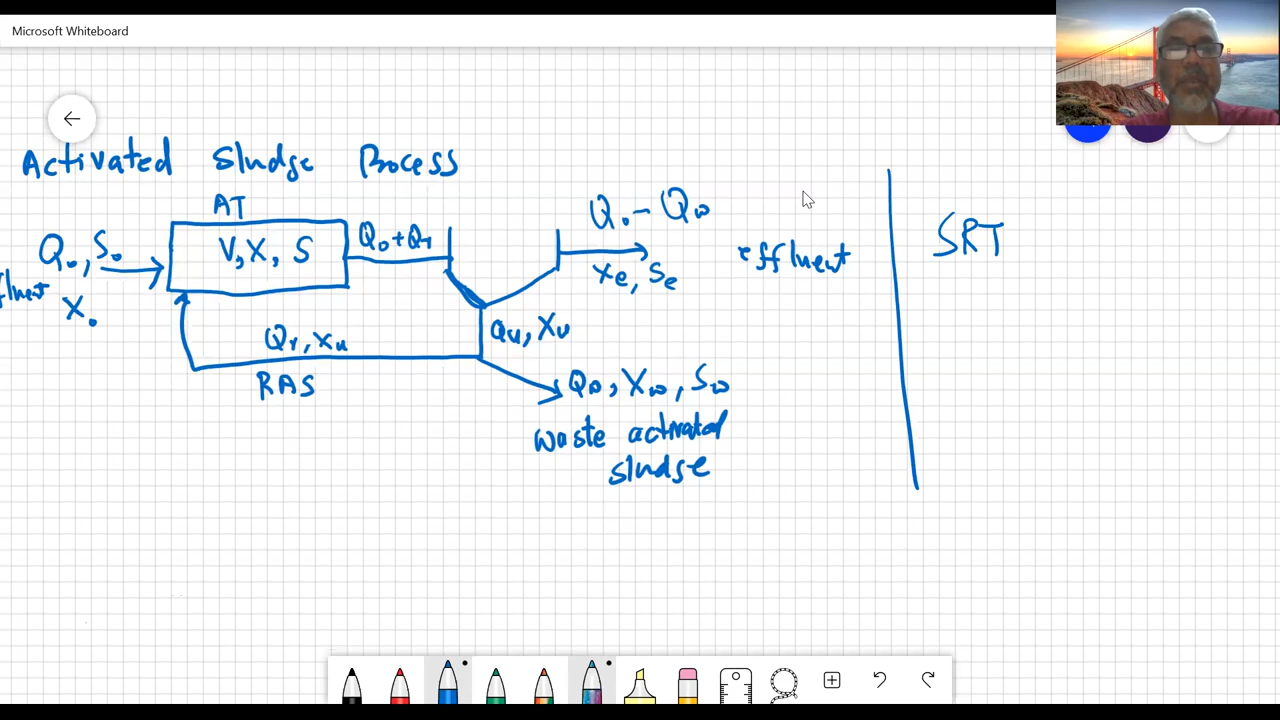 Microsoft Whiteboard
Activated Sludge Process
AT
Q₀, S₀
X₀
V, X, S
Q₀+Qr
Q₀-Qw
Xe, Se
effluent
Qu, Xu
Qr, Xu
RAS
Qw, Xw, Sw
waste activated
sludge
SRT